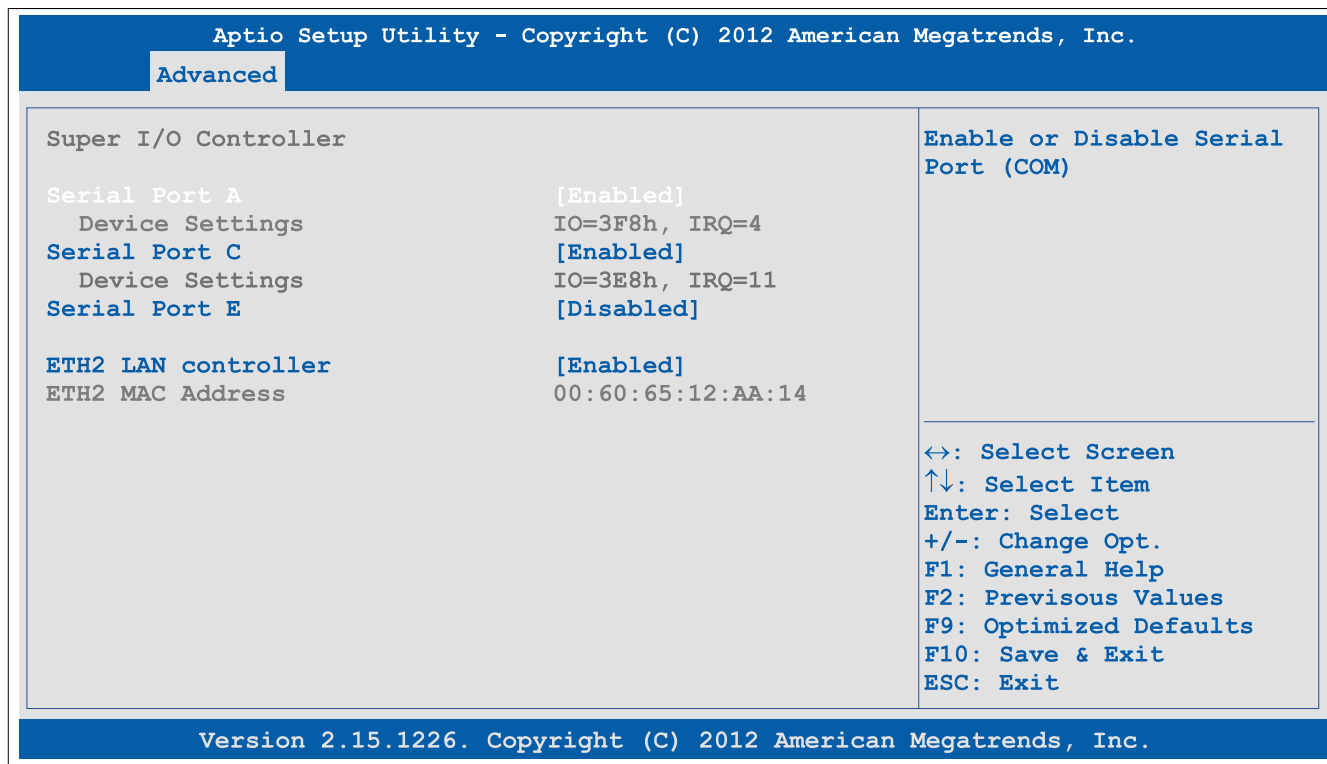 Aptio Setup Utility - Copyright (C) 2012 American Megatrends, Inc.
Advanced
Super I/O Controller
Serial Port A [Enabled]
Device Settings IO=3F8h, IRQ=4
Serial Port C [Enabled]
Device Settings IO=3E8h, IRQ=11
Serial Port E [Disabled]
ETH2 LAN controller [Enabled]
ETH2 MAC Address 00:60:65:12:AA:14
Enable or Disable Serial
Port (COM)
↔: Select Screen
↑↓: Select Item
Enter: Select
+/-: Change Opt.
F1: General Help
F2: Previsous Values
F9: Optimized Defaults
F10: Save & Exit
ESC: Exit
Version 2.15.1226. Copyright (C) 2012 American Megatrends, Inc.